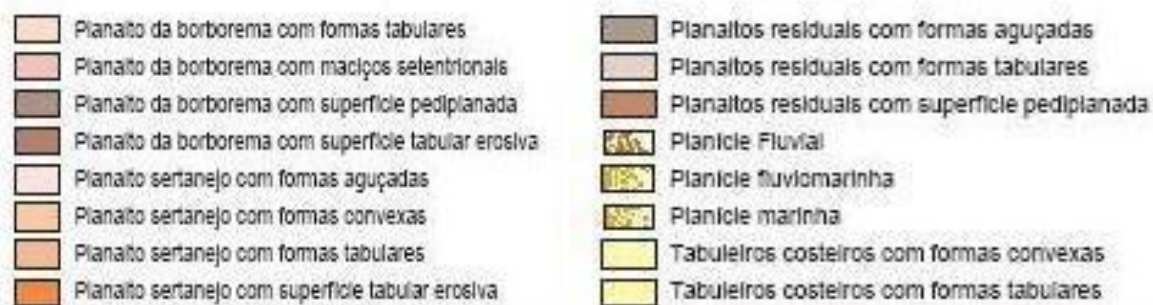 Planalto da borborema com formas tabulares
Planalto da borborema com maciços setentrionais
Planalto da borborema com superfície pediplanada
Planalto da borborema com superfície tabular erosiva
Planalto sertanejo com formas aguçadas
Planalto sertanejo com formas convexas
Planalto sertanejo com formas tabulares
Planalto sertanejo com superfície tabular erosiva
Planaltos residuais com formas aguçadas
Planaltos residuais com formas tabulares
Planaltos residuais com superfície pediplanada
Planície Fluvial
Planície fluviomarinha
Planície marinha
Tabuleiros costeiros com formas convexas
Tabuleiros costeiros com formas tabulares